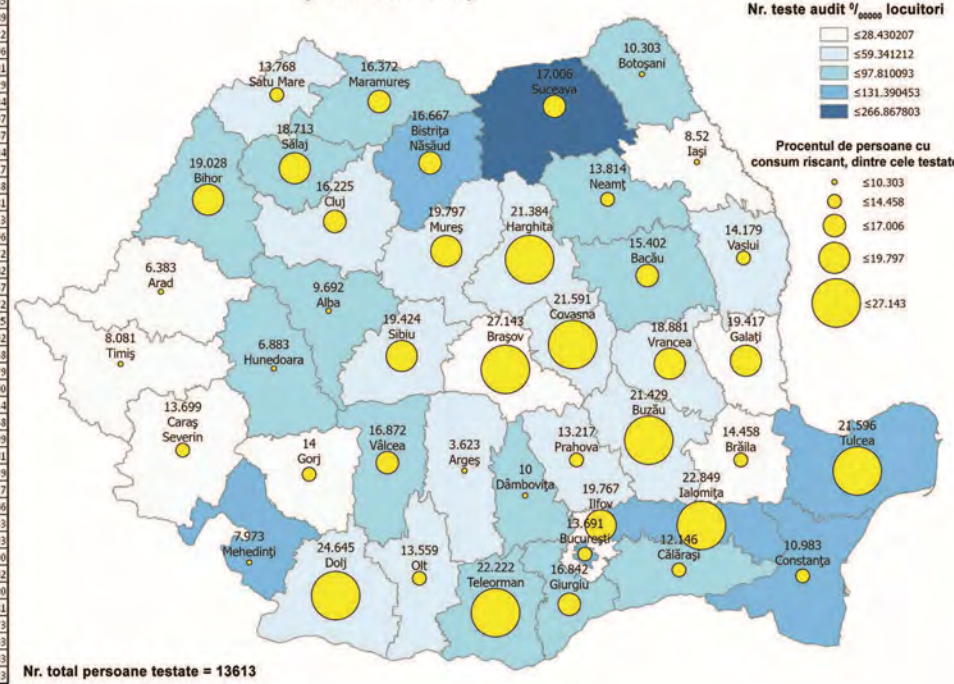 Nr. teste audit ⁰/₀₀₀₀₀ locuitori
≤28.430207
≤59.341212
≤97.810093
≤131.390453
≤266.867803
Procentul de persoane cu
consum riscant, dintre cele testate
≤10.303
≤14.458
≤17.006
≤19.797
≤27.143
10.303
Botoşani
13.768
Satu Mare
16.372
Maramureş
17.006
Suceava
16.667
Bistriţa
Năsăud
18.713
Sălaj
8.52
Iaşi
19.028
Bihor
16.225
Cluj
13.814
Neamţ
19.797
Mureş
21.384
Harghita
14.179
Vaşlui
15.402
Bacău
6.383
Arad
9.692
Alba
21.591
Covasna
19.424
Sibiu
27.143
Braşov
18.881
Vrancea
19.417
Galaţi
8.081
Timiş
6.883
Hunedoara
21.429
Buzău
13.699
Caraş
Severin
14
Gorj
16.872
Vâlcea
3.623
Argeş
13.217
Prahova
14.458
Brăila
21.596
Tulcea
10
Dâmboviţa
19.767
Ilfov
22.849
Ialomiţa
7.973
Mehedinţi
13.691
Bucureşti
12.146
Călăraşi
10.983
Constanţa
24.645
Dolj
13.559
Olt
22.222
Teleorman
16.842
Giurgiu
Nr. total persoane testate = 13613